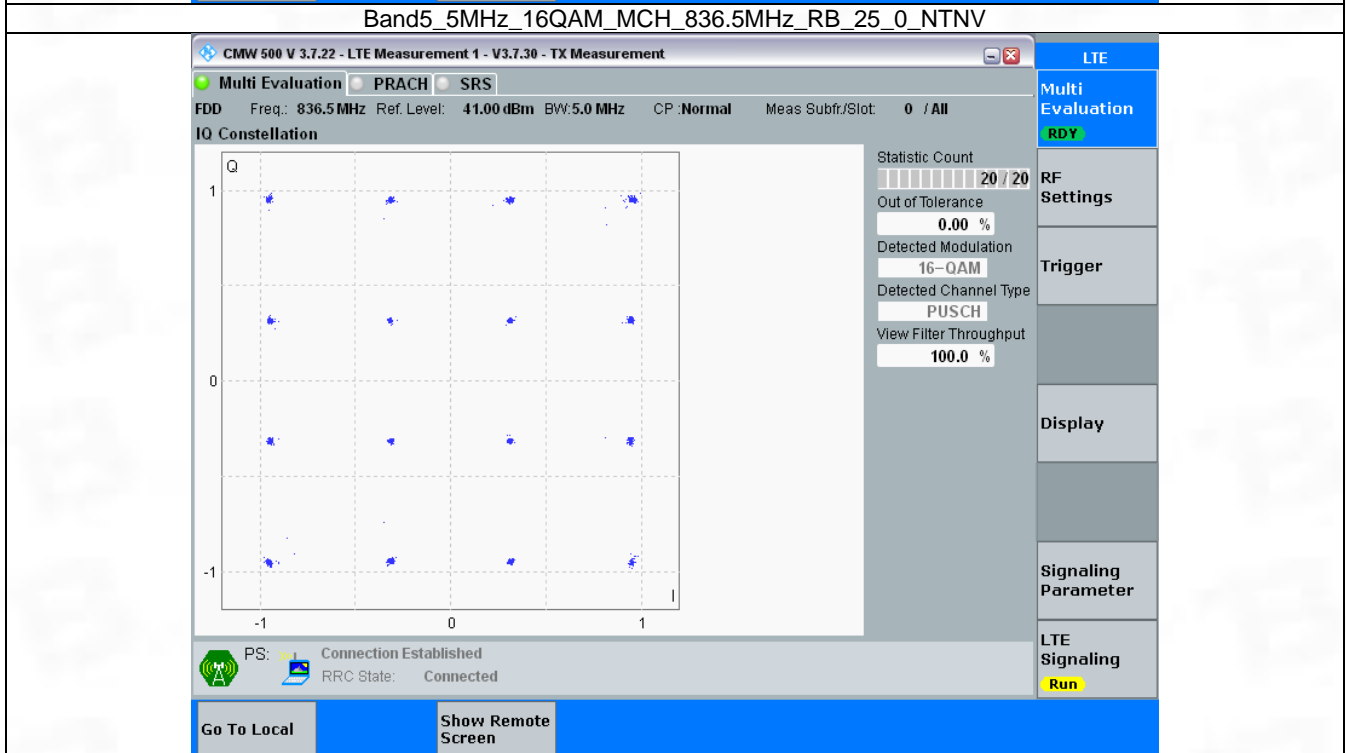 Band5_5MHz_16QAM_MCH_836.5MHz_RB_25_0_NTNV
CMW 500 V 3.7.22 - LTE Measurement 1 - V3.7.30 - TX Measurement
LTE
Multi Evaluation PRACH SRS
FDD Freq.: 836.5 MHz Ref. Level: 41.00 dBm BW:5.0 MHz CP :Normal Meas Subfr./Slot: 0 / All
IQ Constellation
Q
1
0
-1
I
-1 0 1
Statistic Count
20 / 20
Out of Tolerance
0.00 %
Detected Modulation
16-QAM
Detected Channel Type
PUSCH
View Filter Throughput
100.0 %
Multi
Evaluation
RDY
RF
Settings
Trigger
Display
Signaling
Parameter
LTE
Signaling
Run
PS: Connection Established
RRC State: Connected
Go To Local
Show Remote
Screen